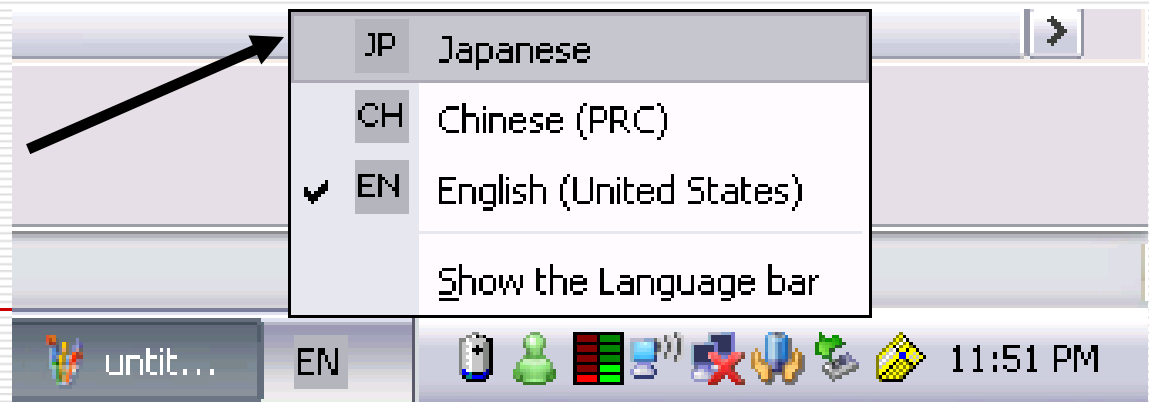 JP Japanese
CH Chinese (PRC)
EN English (United States)
Show the Language bar
untit... EN 11:51 PM